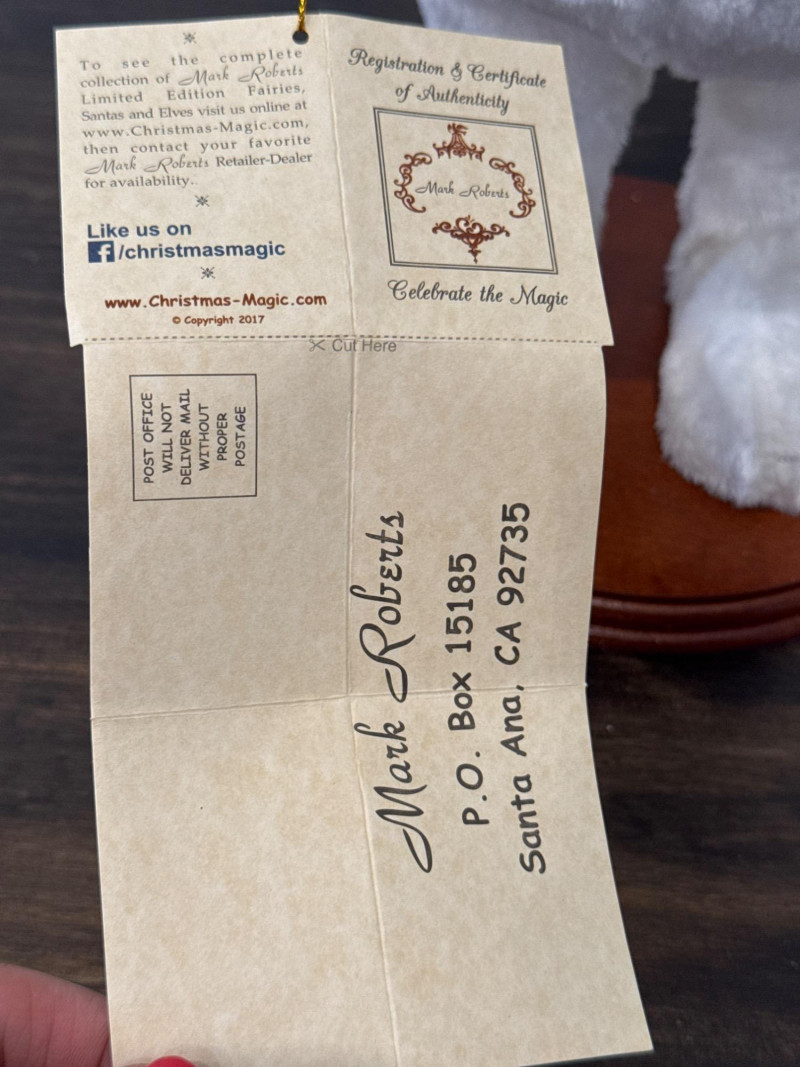 To see the complete
collection of Mark Roberts
Limited Edition Fairies,
Santas and Elves visit us online at
www.Christmas-Magic.com,
then contact your favorite
Mark Roberts Retailer-Dealer
for availability.
Like us on
f/christmasmagic
www.Christmas-Magic.com
© Copyright 2017
Registration & Certificate
of Authenticity
Mark Roberts
Celebrate the Magic
Cut Here
POST OFFICE
WILL NOT
DELIVER MAIL
WITHOUT
PROPER
POSTAGE
Mark Roberts
P.O. Box 15185
Santa Ana, CA 92735